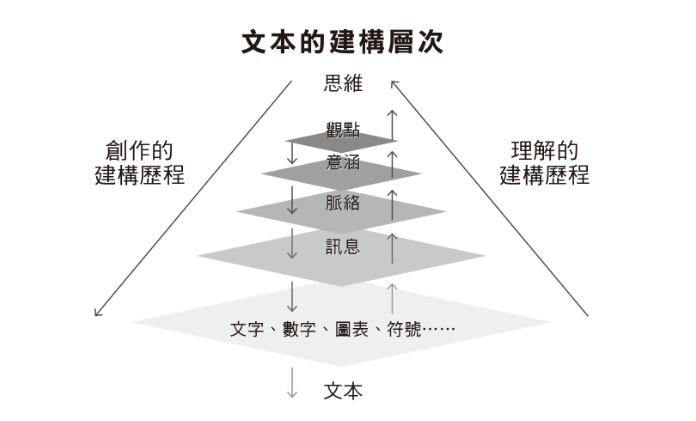 文本的建構層次
思維
觀點
創作的
建構歷程
理解的
建構歷程
意涵
脈絡
訊息
文字、數字、圖表、符號……
文本